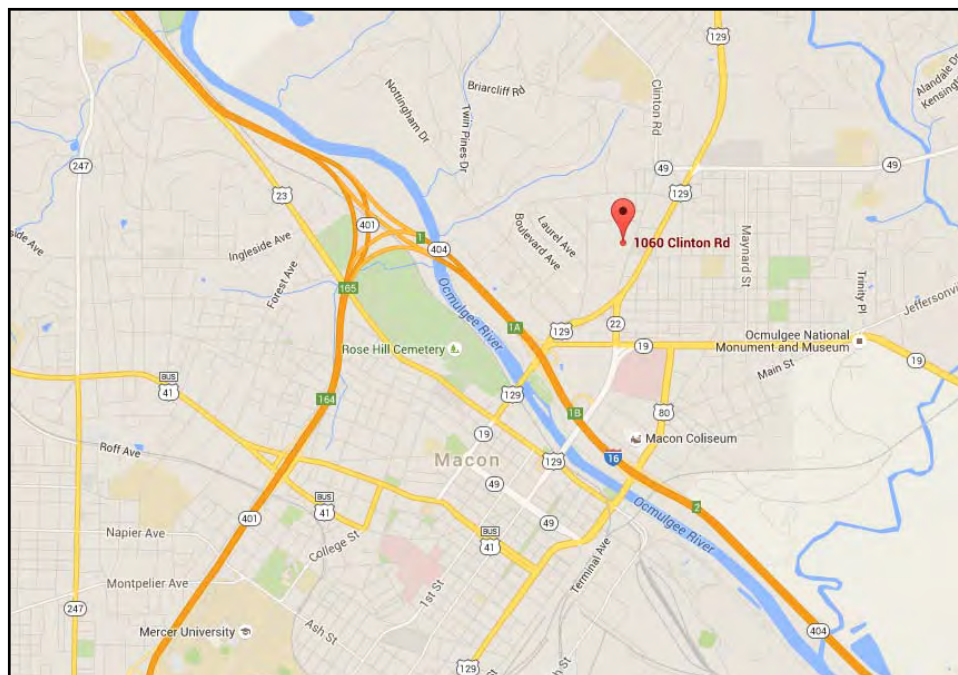 129
Alandale Dr
Kensington
Briarcliff Rd
Clinton Rd
Nottingham Dr
Twin Pines Dr
247
49
49
23
129
401
1
404
Laurel Ave
Boulevard Ave
1060 Clinton Rd
Maynard St
side Ave
Ingleside Ave
Forest Ave
165
Trinity Pl
Jeffersonv
Ocmulgee River
1A
129
22
Ocmulgee National
Monument and Museum
Rose Hill Cemetery
19
19
Main St
BUS
41
164
129
1B
80
19
Macon Coliseum
Macon
129
16
Roff Ave
49
BUS
41
2
401
49
BUS
41
Ocmulgee River
Napier Ave
College St
Terminal Ave
Montpelier Ave
1st St
247
Ash St
Mercer University
404
129
h St